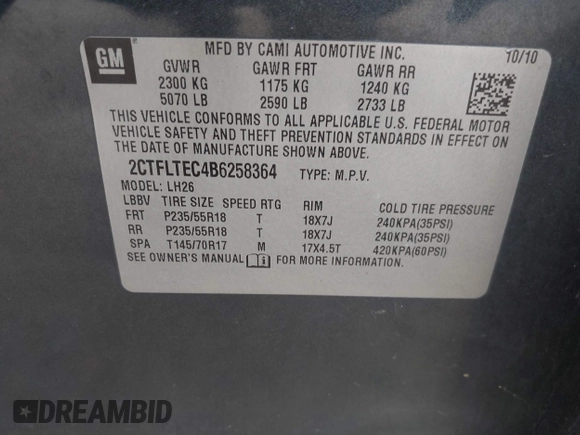 GM
MFD BY CAMI AUTOMOTIVE INC. 10/10
GVWR GAWR FRT GAWR RR
2300 KG 1175 KG 1240 KG
5070 LB 2590 LB 2733 LB
THIS VEHICLE CONFORMS TO ALL APPLICABLE U.S. FEDERAL MOTOR
VEHICLE SAFETY AND THEFT PREVENTION STANDARDS IN EFFECT ON
THE DATE OF MANUFACTURE SHOWN ABOVE.
2CTFLTEC4B6258364 TYPE: M.P.V.
MODEL: LH26
LBBV TIRE SIZE SPEED RTG RIM COLD TIRE PRESSURE
FRT P235/55R18 T 18X7J 240KPA(35PSI)
RR P235/55R18 T 18X7J 240KPA(35PSI)
SPA T145/70R17 M 17X4.5T 420KPA(60PSI)
SEE OWNER'S MANUAL FOR MORE INFORMATION.
DREAMBID